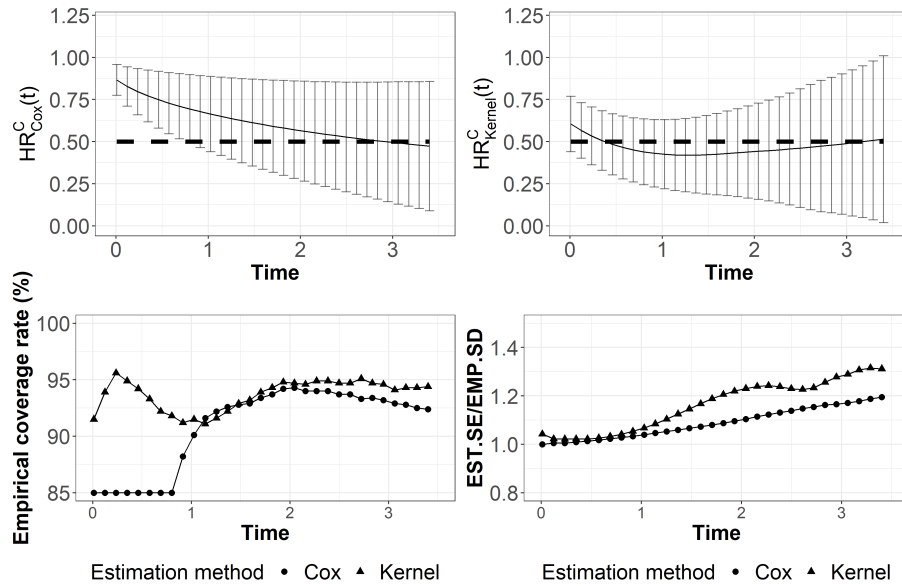 HR^C_Cox(t)
1.25
1.00
0.75
0.50
0.25
0.00
0 1 2 3
Time
HR^C_Kernel(t)
1.25
1.00
0.75
0.50
0.25
0.00
0 1 2 3
Time
Empirical coverage rate (%)
100
95
90
85
0 1 2 3
Time
EST.SE/EMP.SD
1.4
1.2
1.0
0.8
0 1 2 3
Time
Estimation method Cox Kernel
Estimation method Cox Kernel